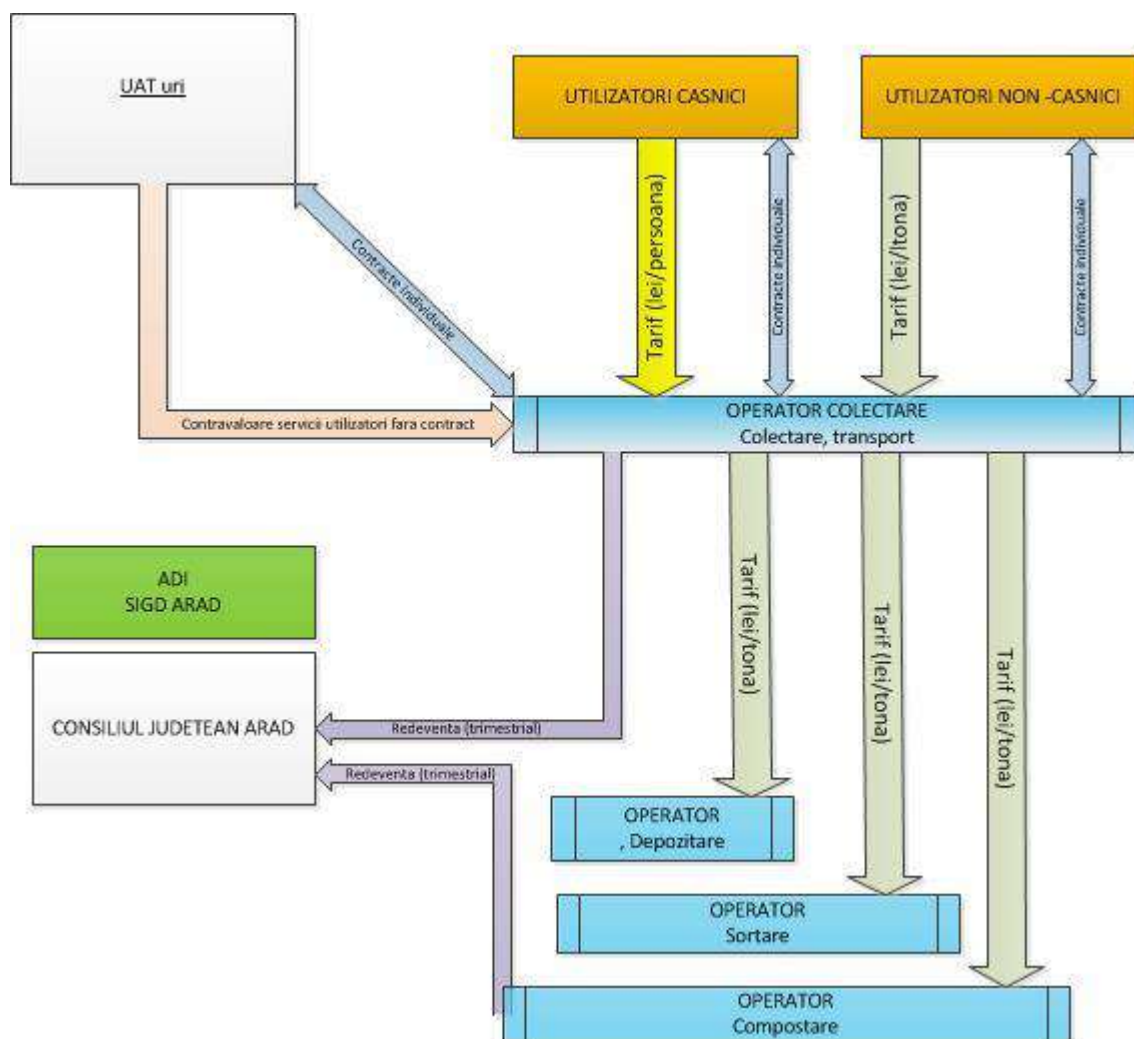 UAT uri
UTILIZATORI CASNICI
UTILIZATORI NON -CASNICI
Contracte individuale
Tarif (lei/persoana)
Contracte individuale
Tarif (lei/ltona)
Contracte individuale
Contravaloare servicii utilizatori fara contract
OPERATOR COLECTARE
Colectare, transport
ADI
SIGD ARAD
CONSILIUL JUDETEAN ARAD
Redeventa (trimestrial)
Redeventa (trimestrial)
Tarif (lei/tona)
Tarif (lei/tona)
Tarif (lei/tona)
OPERATOR
, Depozitare
OPERATOR
Sortare
OPERATOR
Compostare